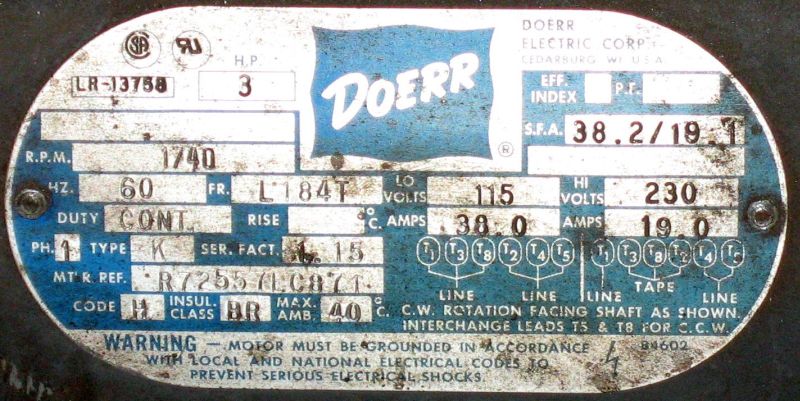 DOERR
ELECTRIC CORP.
CEDARBURG WI. U.S.A.
SA
LR-13758
H.P.
3
DOERR
®
EFF. INDEX P.F.
S.F.A. 38.2/19.1
R.P.M. 1740
HZ. 60 FR. L184T LO VOLTS 115 HI VOLTS 230
DUTY CONT. RISE °C. AMPS 38.0 AMPS 19.0
PH. 1 TYPE K SER. FACT. 1.15
T1 T3 T8 T2 T4 T5 T1 T3 T8 T2 T4
MT'R. REF. R72557LC871
TAPE
LINE LINE LINE LINE
CODE H INSUL. CLASS BR MAX. AMB. 40 °C.
C.W. ROTATION FACING SHAFT AS SHOWN.
INTERCHANGE LEADS T5 & T8 FOR C.C.W.
WARNING – MOTOR MUST BE GROUNDED IN ACCORDANCE
WITH LOCAL AND NATIONAL ELECTRICAL CODES TO
PREVENT SERIOUS ELECTRICAL SHOCKS
84602